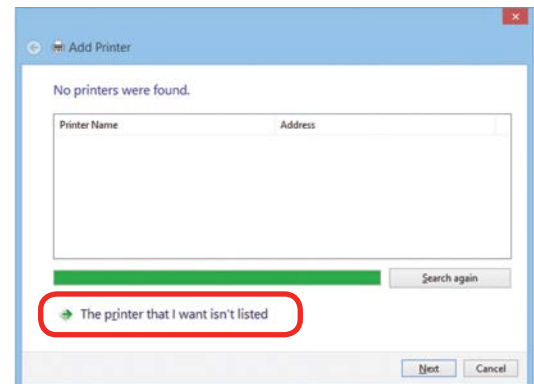 Add Printer
No printers were found.
Printer Name Address
Search again
The printer that I want isn't listed
Next Cancel